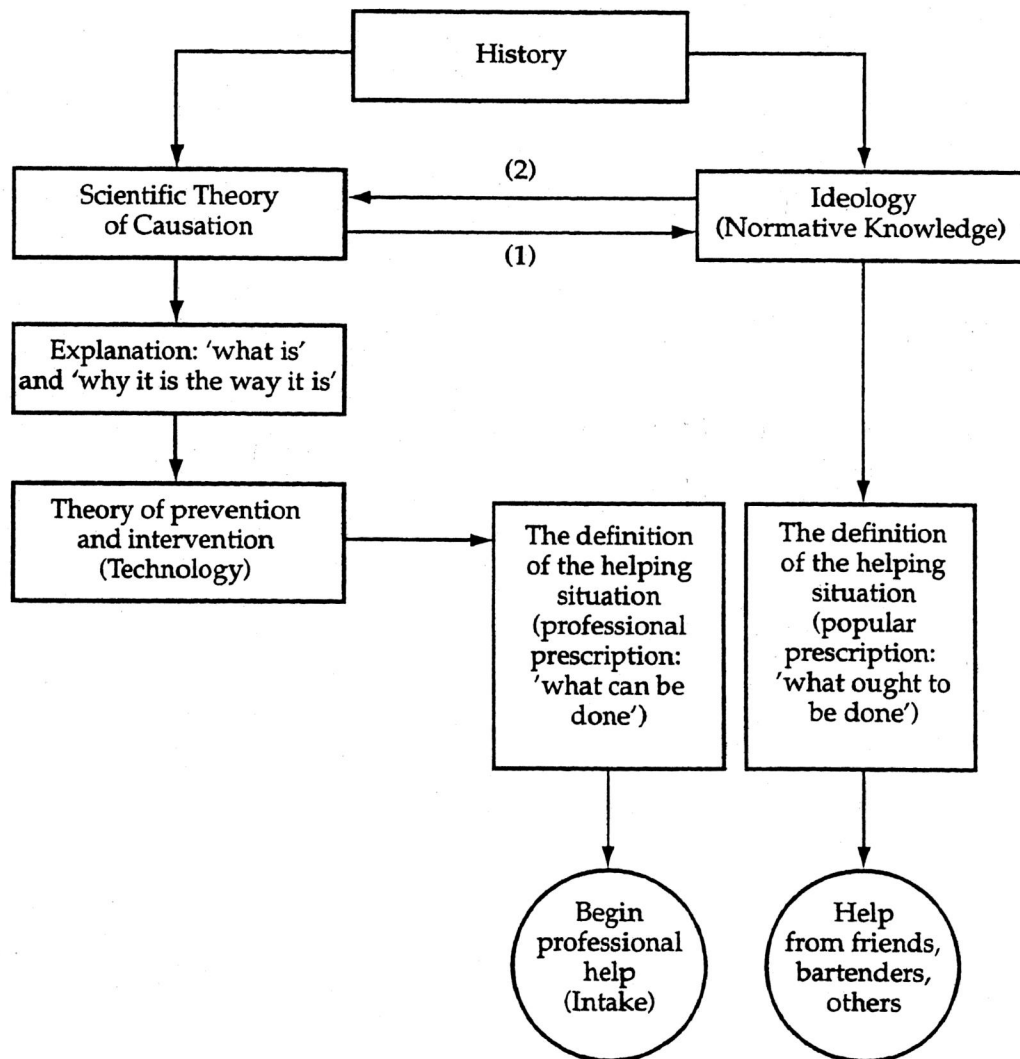 History
(2)
Scientific Theory
of Causation
Ideology
(Normative Knowledge)
(1)
Explanation: 'what is'
and 'why it is the way it is'
Theory of prevention
and intervention
(Technology)
The definition
of the helping
situation
(professional
prescription:
'what can be
done')
The definition
of the helping
situation
(popular
prescription:
'what ought to
be done')
Begin
professional
help
(Intake)
Help
from friends,
bartenders,
others